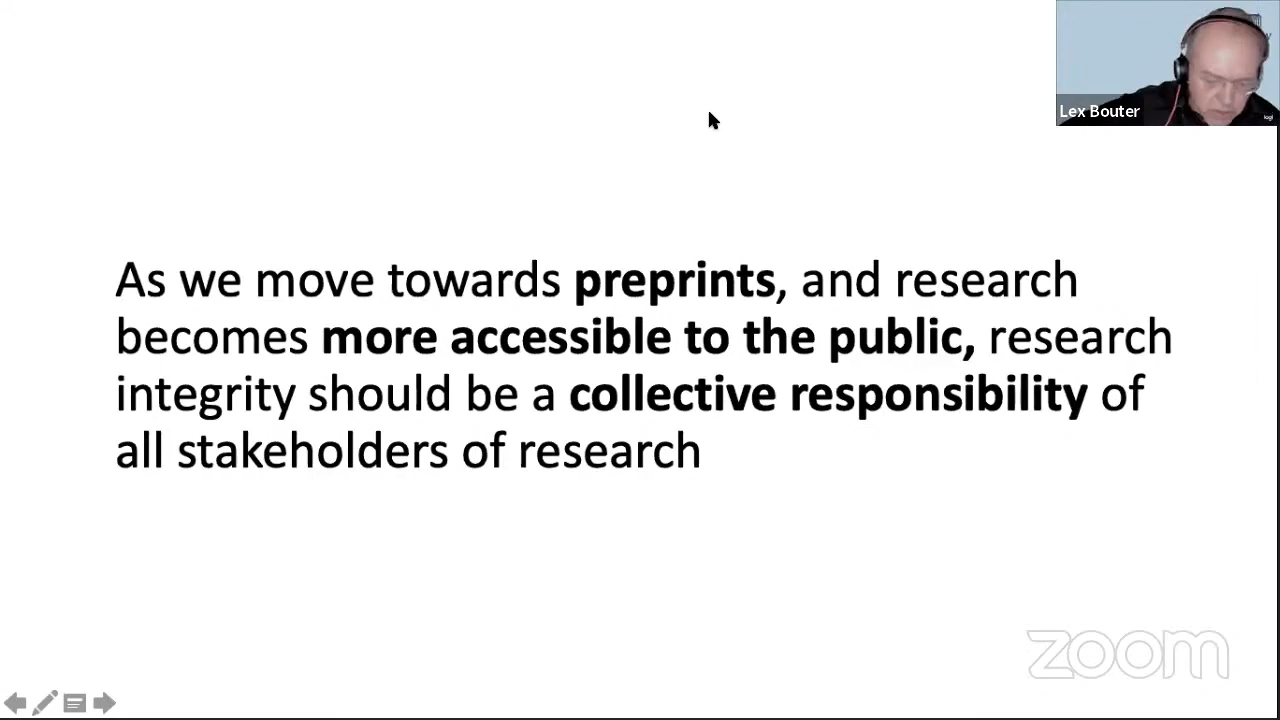 Lex Bouter
logi
As we move towards preprints, and research
becomes more accessible to the public, research
integrity should be a collective responsibility of
all stakeholders of research
zoom